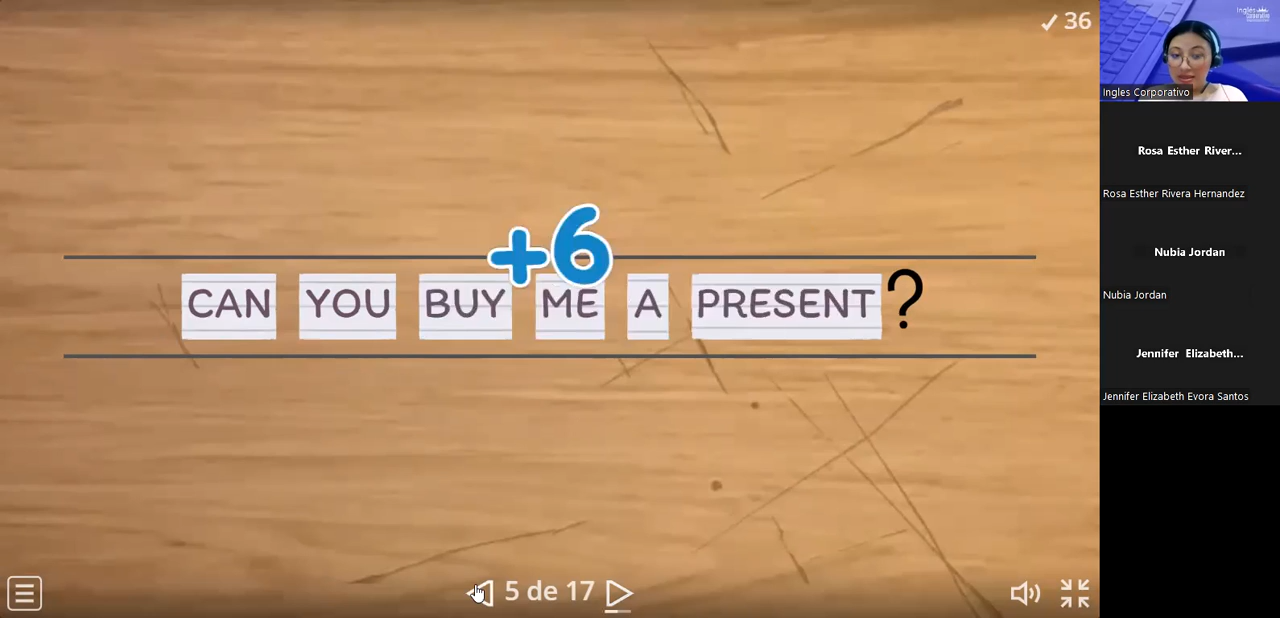 36
+6
CAN YOU BUY ME A PRESENT?
5 de 17
Ingles Corporativo
Rosa Esther River...
Rosa Esther Rivera Hernandez
Nubia Jordan
Nubia Jordan
Jennifer Elizabeth...
Jennifer Elizabeth Evora Santos